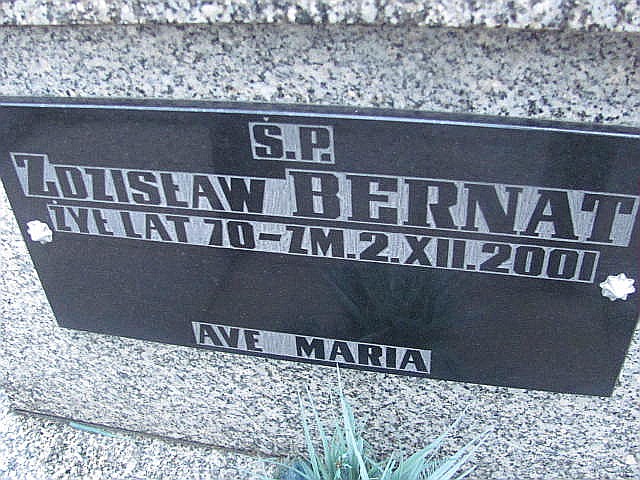 Ś.P.
ZDZISŁAW BERNAT
ŻYŁ LAT 70-ZM.2.XII.2001
AVE MARIA